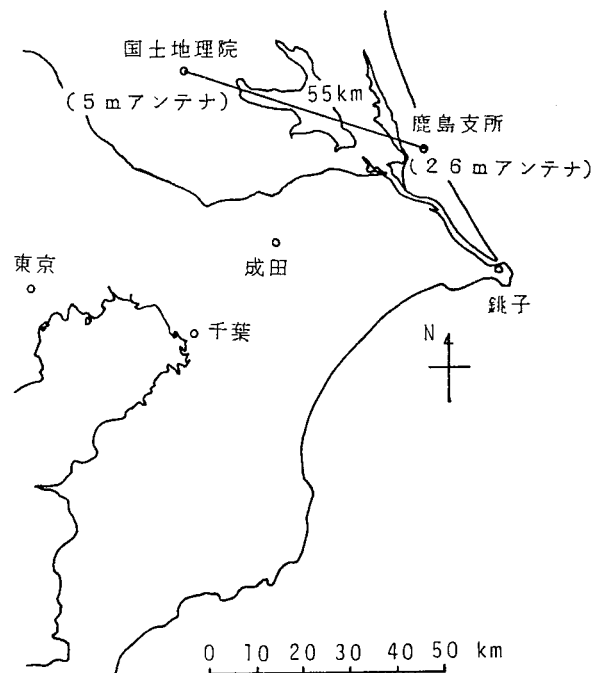 国土地理院
(5mアンテナ)
55km
鹿島支所
(26mアンテナ)
成田
東京
銚子
千葉
N
0 10 20 30 40 50 km